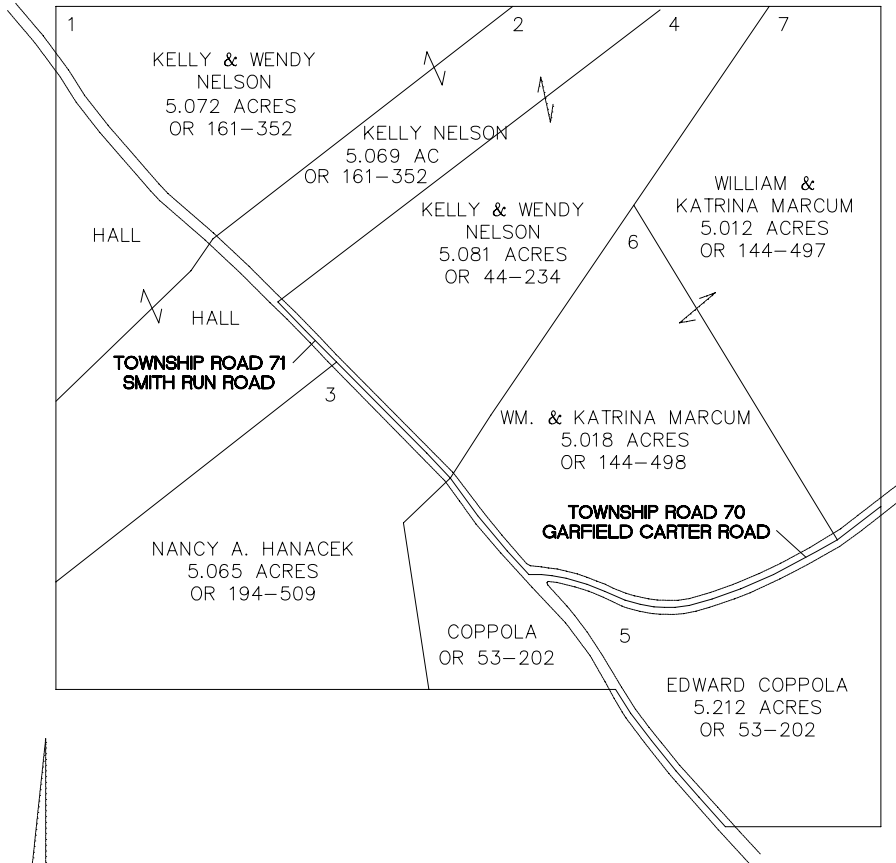 1
2
4
7
KELLY & WENDY
NELSON
5.072 ACRES
OR 161-352
KELLY NELSON
5.069 AC
OR 161-352
KELLY & WENDY
NELSON
5.081 ACRES
OR 44-234
WILLIAM &
KATRINA MARCUM
5.012 ACRES
OR 144-497
6
HALL
HALL
TOWNSHIP ROAD 71
SMITH RUN ROAD
3
WM. & KATRINA MARCUM
5.018 ACRES
OR 144-498
TOWNSHIP ROAD 70
GARFIELD CARTER ROAD
NANCY A. HANACEK
5.065 ACRES
OR 194-509
COPPOLA
OR 53-202
5
EDWARD COPPOLA
5.212 ACRES
OR 53-202